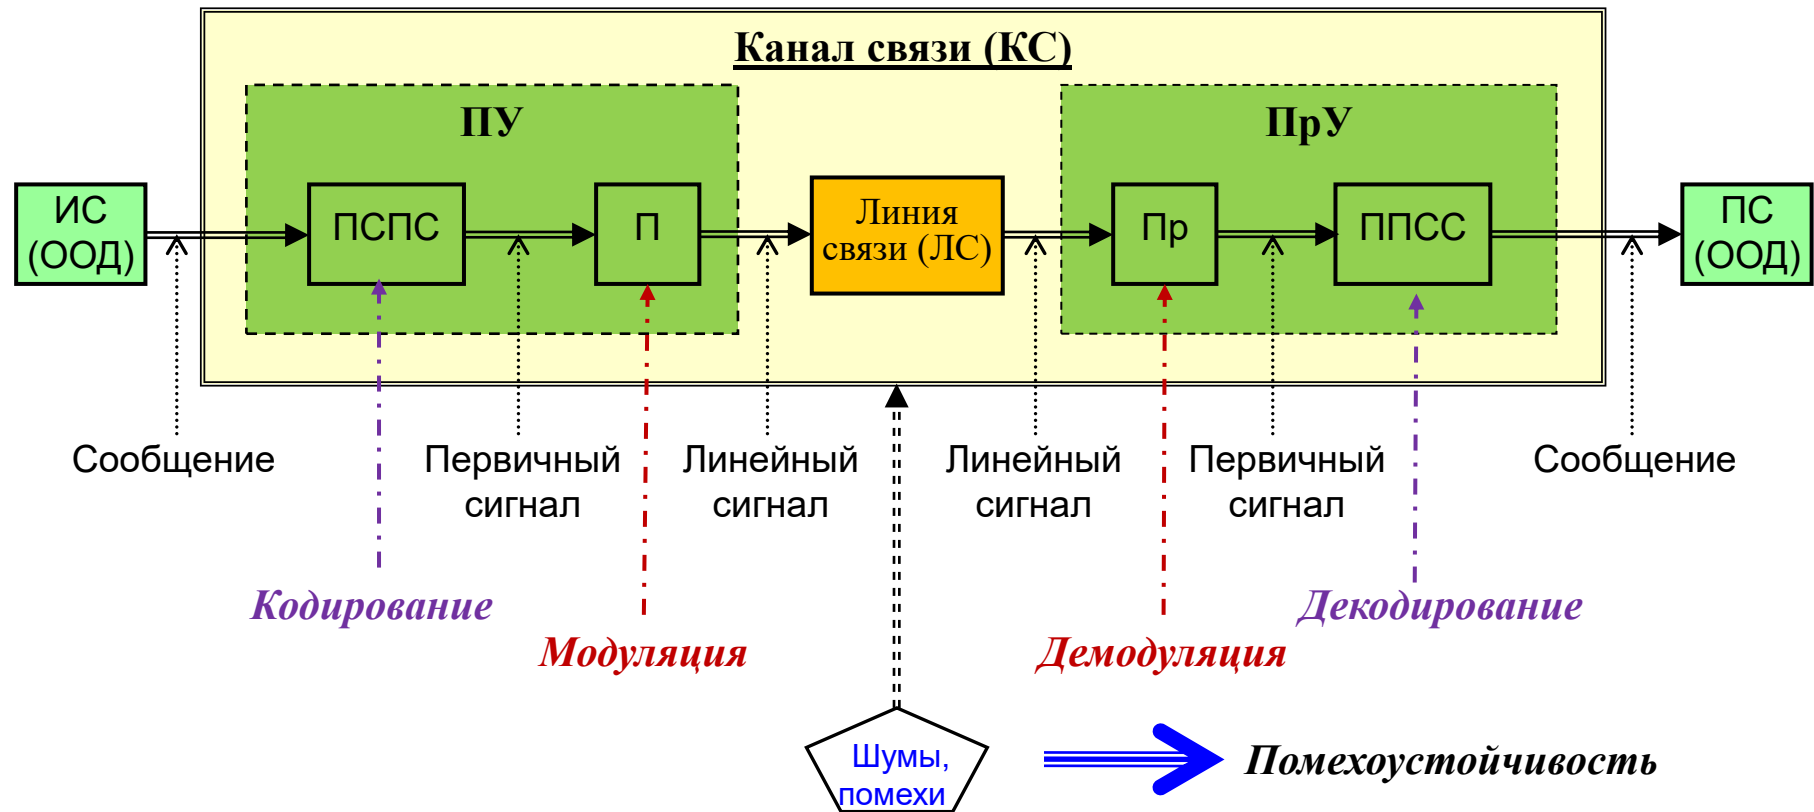 Канал связи (КС)
ПУ
ПрУ
ИС
(ООД)
ПСПС
П
Линия
связи (ЛС)
Пр
ППСС
ПС
(ООД)
Сообщение
Первичный
сигнал
Линейный
сигнал
Линейный
сигнал
Первичный
сигнал
Сообщение
Кодирование
Модуляция
Демодуляция
Декодирование
Шумы,
помехи
Помехоустойчивость